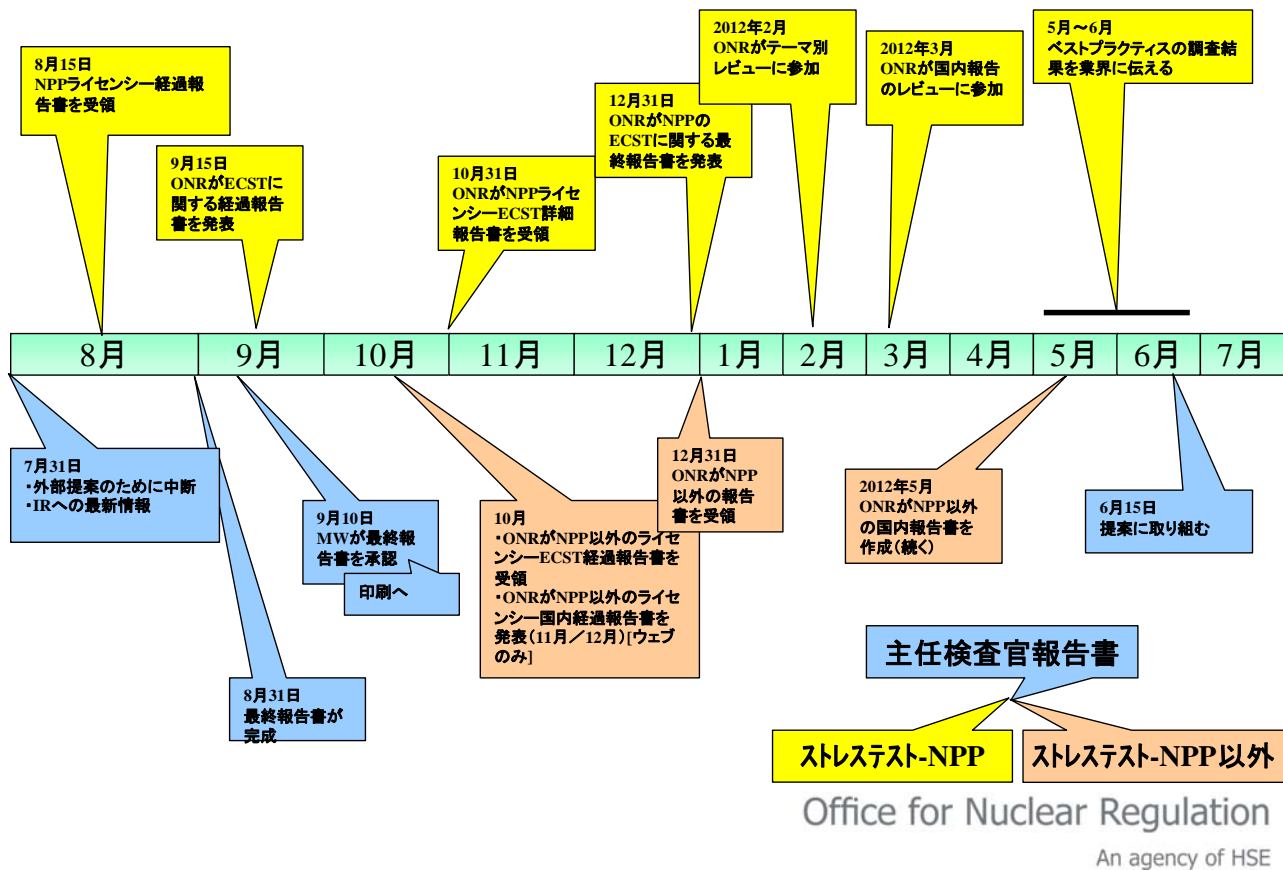 8月15日
NPPライセンシー経過報
告書を受領
9月15日
ONRがECSTに
関する経過報告
書を発表
10月31日
ONRがNPPライセ
ンシーECST詳細
報告書を受領
12月31日
ONRがNPPの
ECSTに関する最
終報告書を発表
2012年2月
ONRがテーマ別
レビューに参加
2012年3月
ONRが国内報告
のレビューに参加
5月～6月
ベストプラクティスの調査結
果を業界に伝える
8月 9月 10月 11月 12月 1月 2月 3月 4月 5月 6月 7月
7月31日
・外部提案のために中断
・IRへの最新情報
8月31日
最終報告書が
完成
9月10日
MWが最終報
告書を承認
印刷へ
10月
・ONRがNPP以外のライセ
ンシーECST経過報告書を
受領
・ONRがNPP以外のライセ
ンシー国内経過報告書を
発表(11月／12月)[ウェブ
のみ]
12月31日
ONRがNPP
以外の報告
書を受領
2012年5月
ONRがNPP以外
の国内報告書を
作成(続く)
6月15日
提案に取り組む
主任検査官報告書
ストレステスト-NPP
ストレステスト-NPP以外
Office for Nuclear Regulation
An agency of HSE